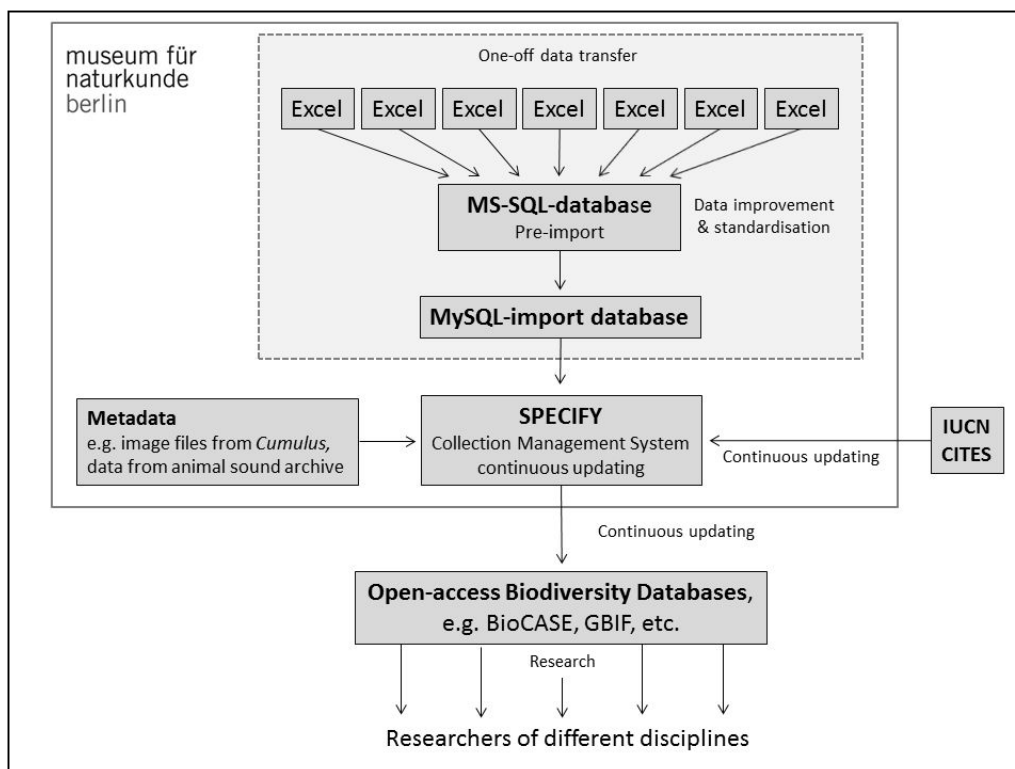 museum für
naturkunde
berlin
One-off data transfer
Excel Excel Excel Excel Excel Excel Excel
MS-SQL-database
Pre-import
Data improvement
& standardisation
MySQL-import database
Metadata
e.g. image files from Cumulus,
data from animal sound archive
SPECIFY
Collection Management System
continuous updating
Continuous updating
IUCN
CITES
Continuous updating
Open-access Biodiversity Databases,
e.g. BioCASE, GBIF, etc.
Research
Researchers of different disciplines